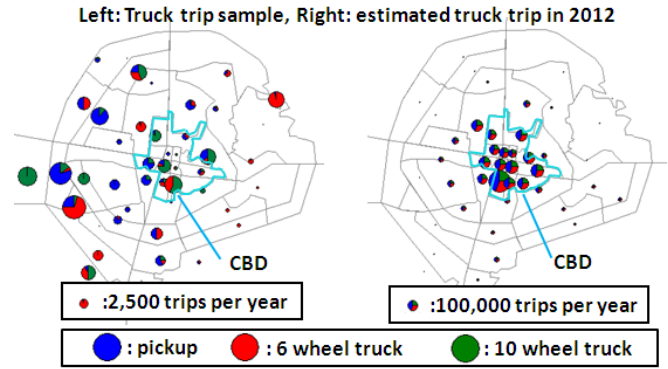 Left: Truck trip sample, Right: estimated truck trip in 2012
CBD
CBD
:2,500 trips per year
:100,000 trips per year
: pickup
: 6 wheel truck
: 10 wheel truck